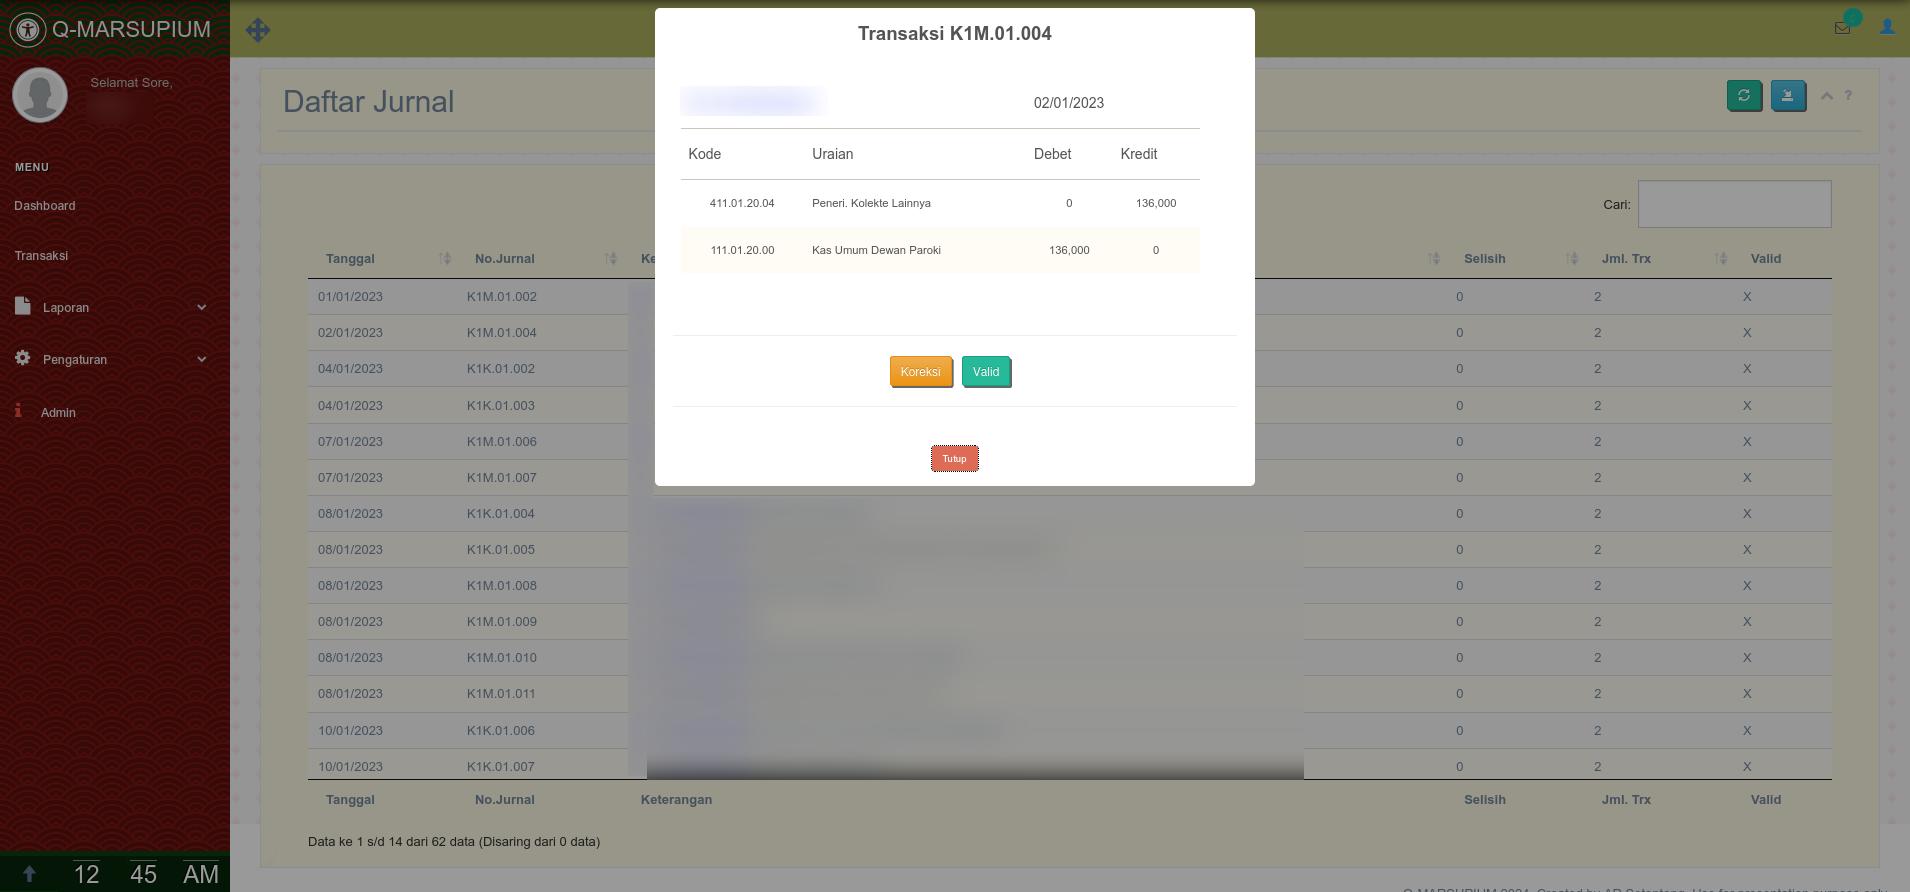 Q-MARSUPIUM
Selamat Sore,
MENU
Dashboard
Transaksi
Laporan
Pengaturan
Admin
12 45 AM
Daftar Jurnal
?
Cari:
Tanggal No.Jurnal Ke Selisih Jml. Trx Valid
01/01/2023 K1M.01.002 0 2 X
02/01/2023 K1M.01.004 0 2 X
04/01/2023 K1K.01.002 0 2 X
04/01/2023 K1K.01.003 0 2 X
07/01/2023 K1M.01.006 0 2 X
07/01/2023 K1M.01.007 0 2 X
08/01/2023 K1K.01.004 0 2 X
08/01/2023 K1K.01.005 0 2 X
08/01/2023 K1M.01.008 0 2 X
08/01/2023 K1M.01.009 0 2 X
08/01/2023 K1M.01.010 0 2 X
08/01/2023 K1M.01.011 0 2 X
10/01/2023 K1K.01.006 0 2 X
10/01/2023 K1K.01.007 0 2 X
Tanggal No.Jurnal Keterangan Selisih Jml. Trx Valid
Data ke 1 s/d 14 dari 62 data (Disaring dari 0 data)
Transaksi K1M.01.004
02/01/2023
Kode Uraian Debet Kredit
411.01.20.04 Peneri. Kolekte Lainnya 0 136,000
111.01.20.00 Kas Umum Dewan Paroki 136,000 0
Koreksi Valid
Tutup